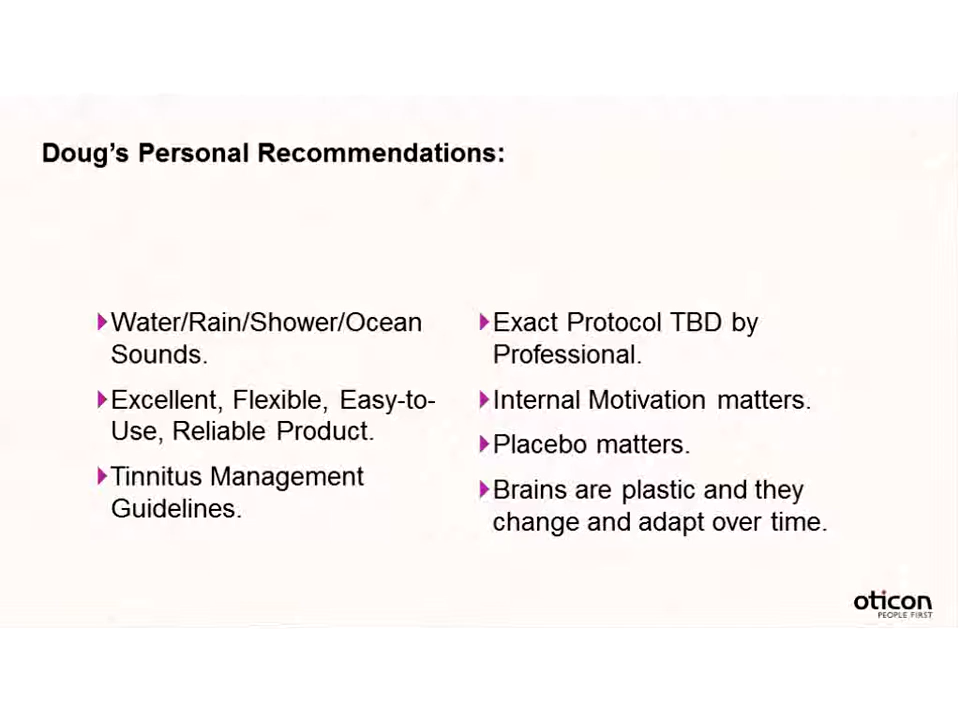 Doug's Personal Recommendations:
Water/Rain/Shower/Ocean
Sounds.
Excellent, Flexible, Easy-to-
Use, Reliable Product.
Tinnitus Management
Guidelines.
Exact Protocol TBD by
Professional.
Internal Motivation matters.
Placebo matters.
Brains are plastic and they
change and adapt over time.
oticon
PEOPLE FIRST